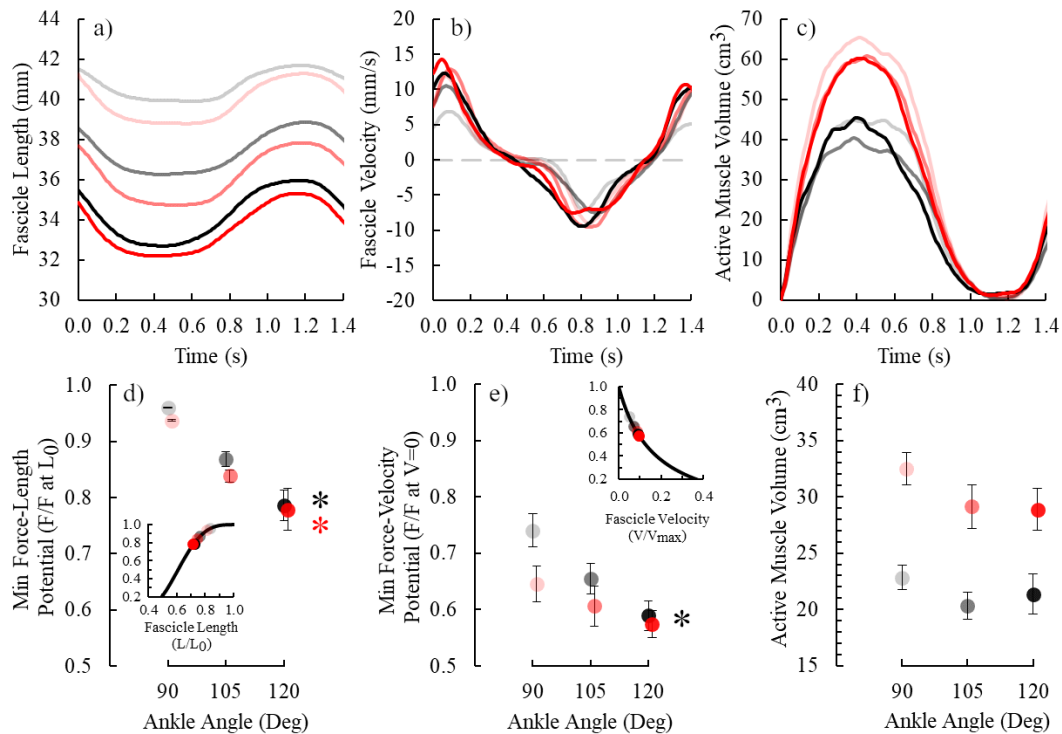 a)
Fascicle Length (mm)
44
42
40
38
36
34
32
30
0.0 0.2 0.4 0.6 0.8 1.0 1.2 1.4
Time (s)
b)
Fascicle Velocity (mm/s)
20
15
10
5
0
-5
-10
-15
-20
0.0 0.2 0.4 0.6 0.8 1.0 1.2 1.4
Time (s)
c)
Active Muscle Volume (cm³)
70
60
50
40
30
20
10
0
0.0 0.2 0.4 0.6 0.8 1.0 1.2 1.4
Time (s)
d)
Min Force-Length
Potential (F/F at L0)
1.0
0.9
0.8
0.7
0.6
0.5
*
*
1.0
0.8
0.6
0.4
0.2
0.4 0.6 0.8 1.0
Fascicle Length
(L/L0)
90 105 120
Ankle Angle (Deg)
e)
Min Force-Velocity
Potential (F/F at V=0)
1.0
0.9
0.8
0.7
0.6
0.5
1.0
0.8
0.6
0.4
0.2
0.0 0.2 0.4
Fascicle Velocity
(V/Vmax)
*
90 105 120
Ankle Angle (Deg)
f)
Active Muscle Volume (cm³)
45
40
35
30
25
20
15
90 105 120
Ankle Angle (Deg)